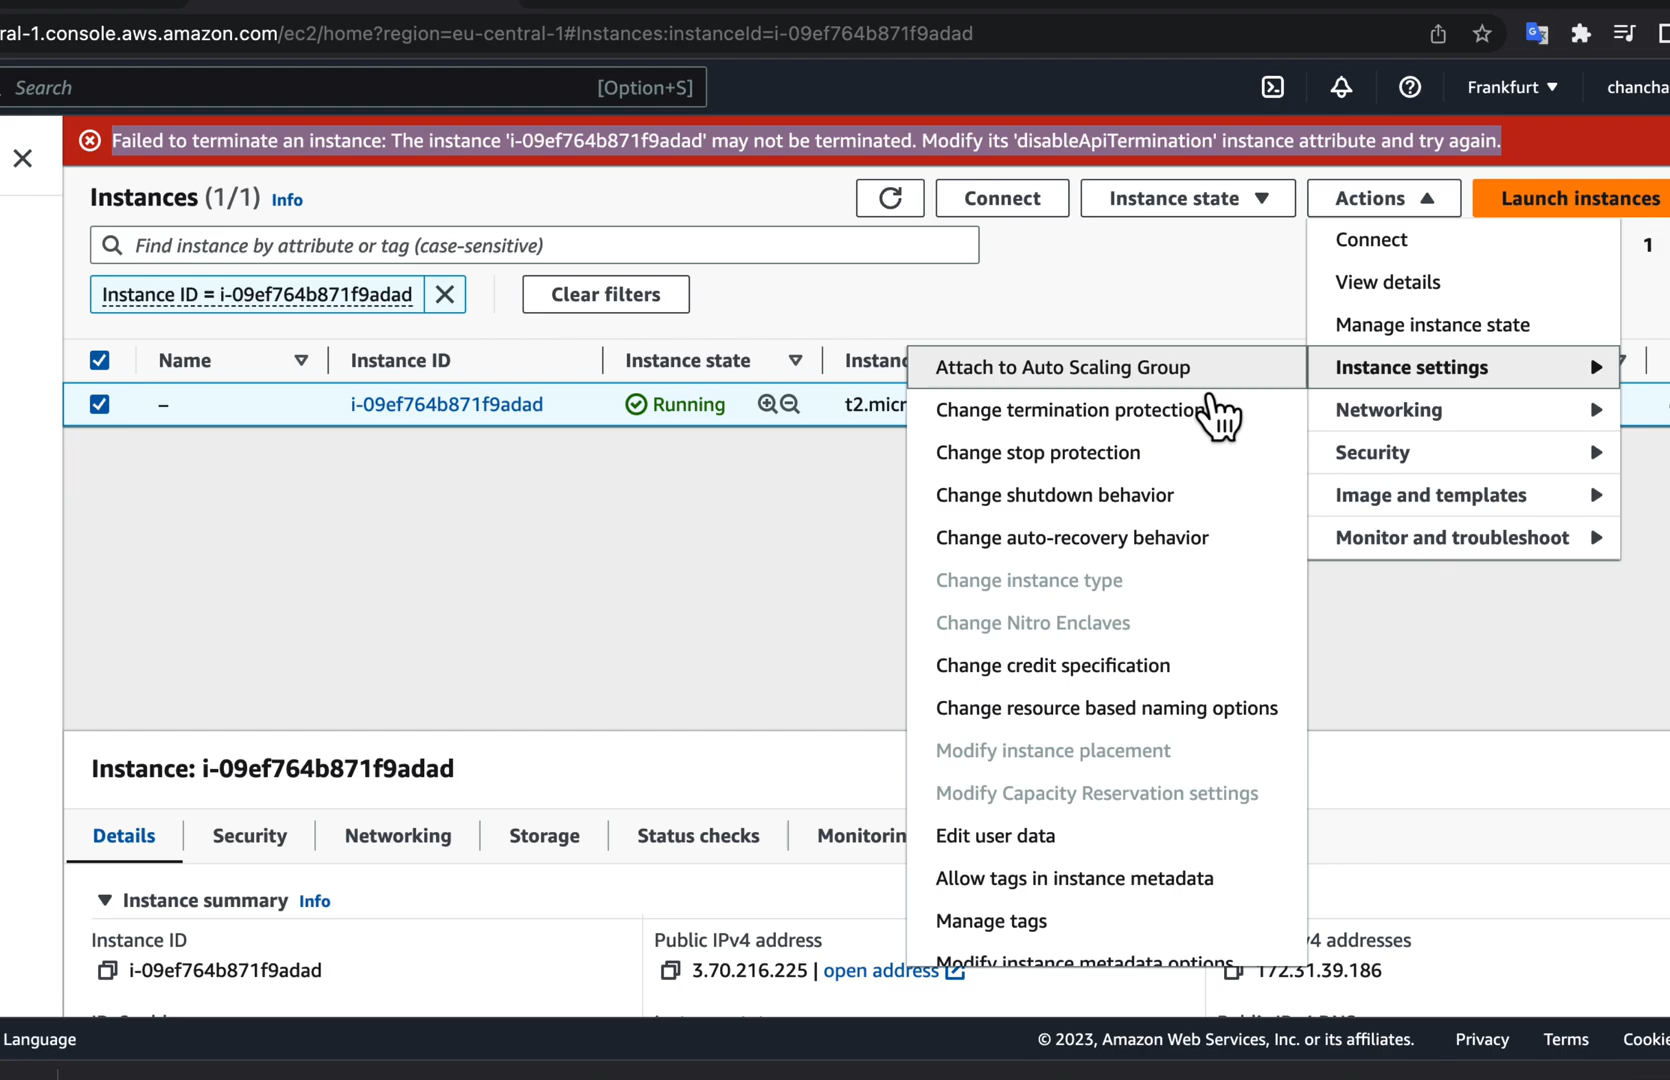 ral-1.console.aws.amazon.com/ec2/home?region=eu-central-1#Instances:instanceId=i-09ef764b871f9adad
Search [Option+S] Frankfurt ▼ chancha
Failed to terminate an instance: The instance 'i-09ef764b871f9adad' may not be terminated. Modify its 'disableApiTermination' instance attribute and try again.
Instances (1/1) Info Connect Instance state ▼ Actions ▲ Launch instances
Find instance by attribute or tag (case-sensitive) 1
Instance ID = i-09ef764b871f9adad Clear filters
Name Instance ID Instance state Instanc
– i-09ef764b871f9adad Running t2.micr
Connect
View details
Manage instance state
Instance settings
Networking
Security
Image and templates
Monitor and troubleshoot
Attach to Auto Scaling Group
Change termination protection
Change stop protection
Change shutdown behavior
Change auto-recovery behavior
Change instance type
Change Nitro Enclaves
Change credit specification
Change resource based naming options
Modify instance placement
Modify Capacity Reservation settings
Edit user data
Allow tags in instance metadata
Manage tags
Modify instance metadata options
Instance: i-09ef764b871f9adad
Details Security Networking Storage Status checks Monitorin
▼ Instance summary Info
Instance ID
i-09ef764b871f9adad
Public IPv4 address
3.70.216.225 | open address
v4 addresses
172.31.39.186
Language © 2023, Amazon Web Services, Inc. or its affiliates. Privacy Terms Cookie